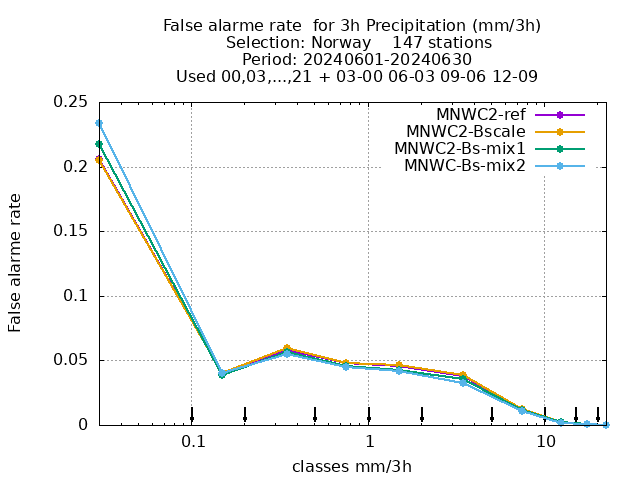 False alarme rate  for 3h Precipitation (mm/3h)
Selection: Norway    147 stations
Period: 20240601-20240630
Used 00,03,...,21 + 03-00 06-03 09-06 12-09
MNWC2-ref
MNWC2-Bscale
MNWC2-Bs-mix1
MNWC-Bs-mix2
0.25
0.2
0.15
0.1
0.05
0
False alarme rate
0.1
1
10
classes mm/3h